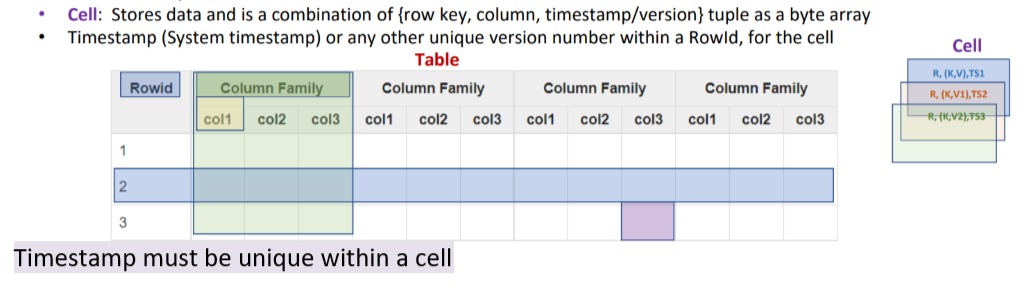 • Cell: Stores data and is a combination of {row key, column, timestamp/version} tuple as a byte array
• Timestamp (System timestamp) or any other unique version number within a RowId, for the cell
Table
Cell
Rowid Column Family Column Family Column Family Column Family
col1 col2 col3 col1 col2 col3 col1 col2 col3 col1 col2 col3
1
2
3
R, (K,V),TS1
R, (K,V1),TS2
R, (K,V2),TS3
Timestamp must be unique within a cell